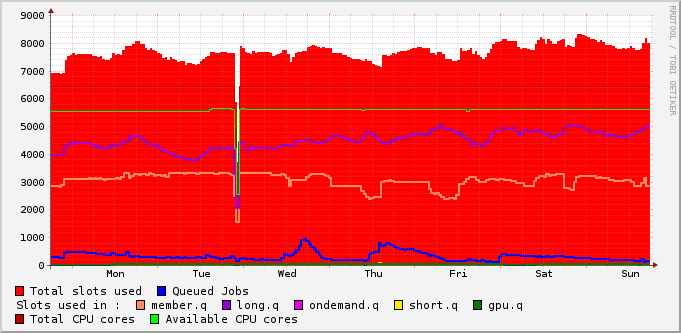 9000
8000
7000
6000
5000
4000
3000
2000
1000
0
Mon Tue Wed Thu Fri Sat Sun
RRDTOOL / TOBI OETIKER
Total slots used Queued Jobs
Slots used in : member.q long.q ondemand.q short.q gpu.q
Total CPU cores Available CPU cores